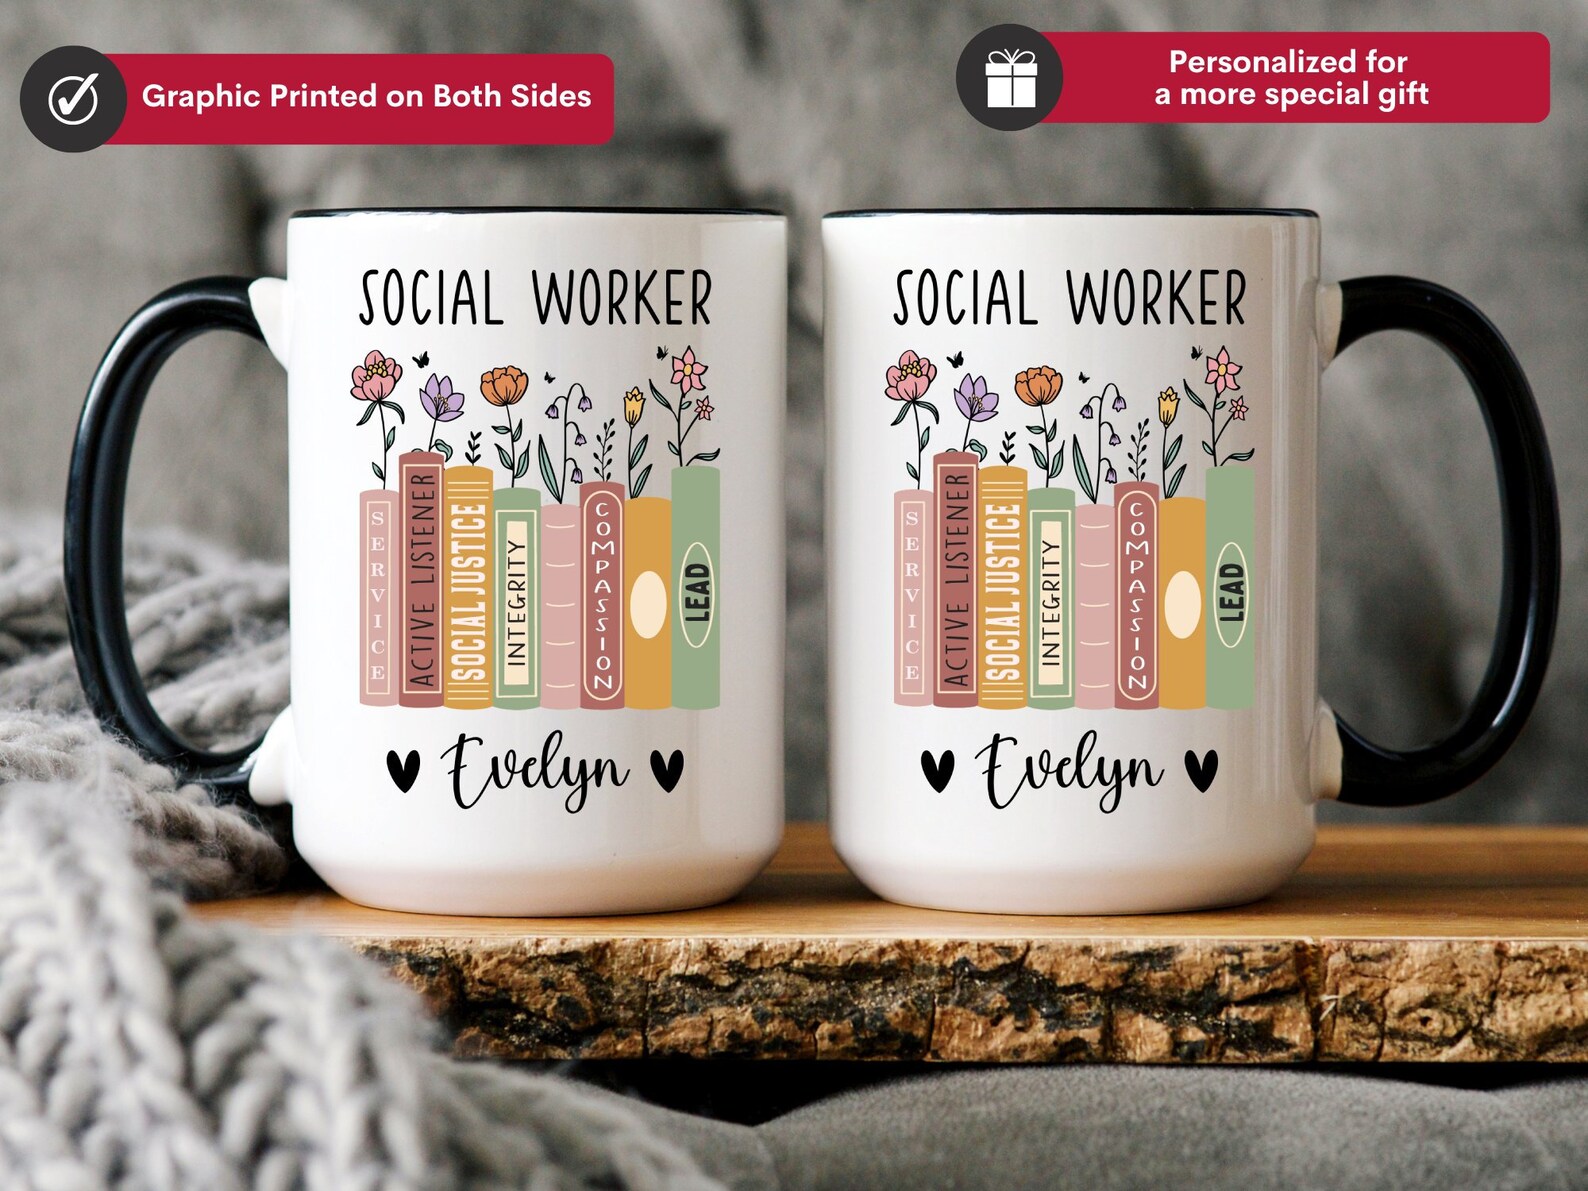 Graphic Printed on Both Sides
Personalized for
a more special gift
SOCIAL WORKER
SERVICE
ACTIVE LISTENER
SOCIAL JUSTICE
INTEGRITY
COMPASSION
LEAD
Evelyn
SOCIAL WORKER
SERVICE
ACTIVE LISTENER
SOCIAL JUSTICE
INTEGRITY
COMPASSION
LEAD
Evelyn